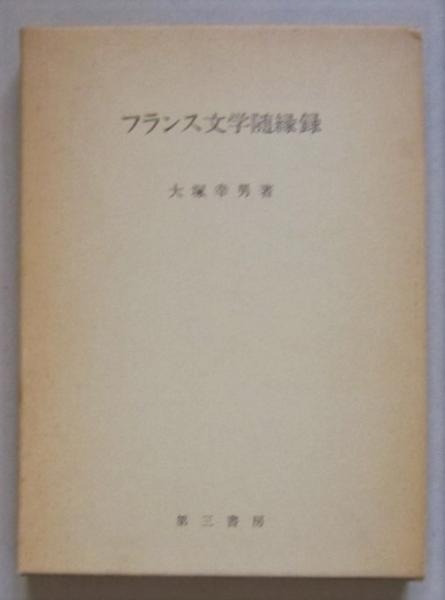 フランス文学随縁録
大塚幸男著
第三書房